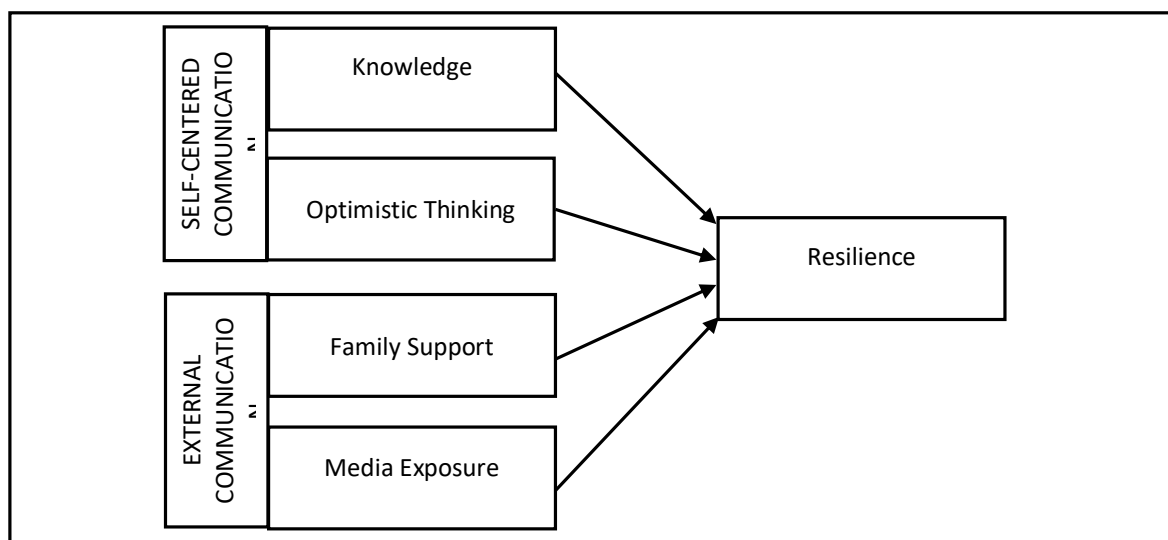 SELF-CENTERED
COMMUNICATIO
N
Knowledge
Optimistic Thinking
EXTERNAL
COMMUNICATIO
N
Family Support
Media Exposure
Resilience